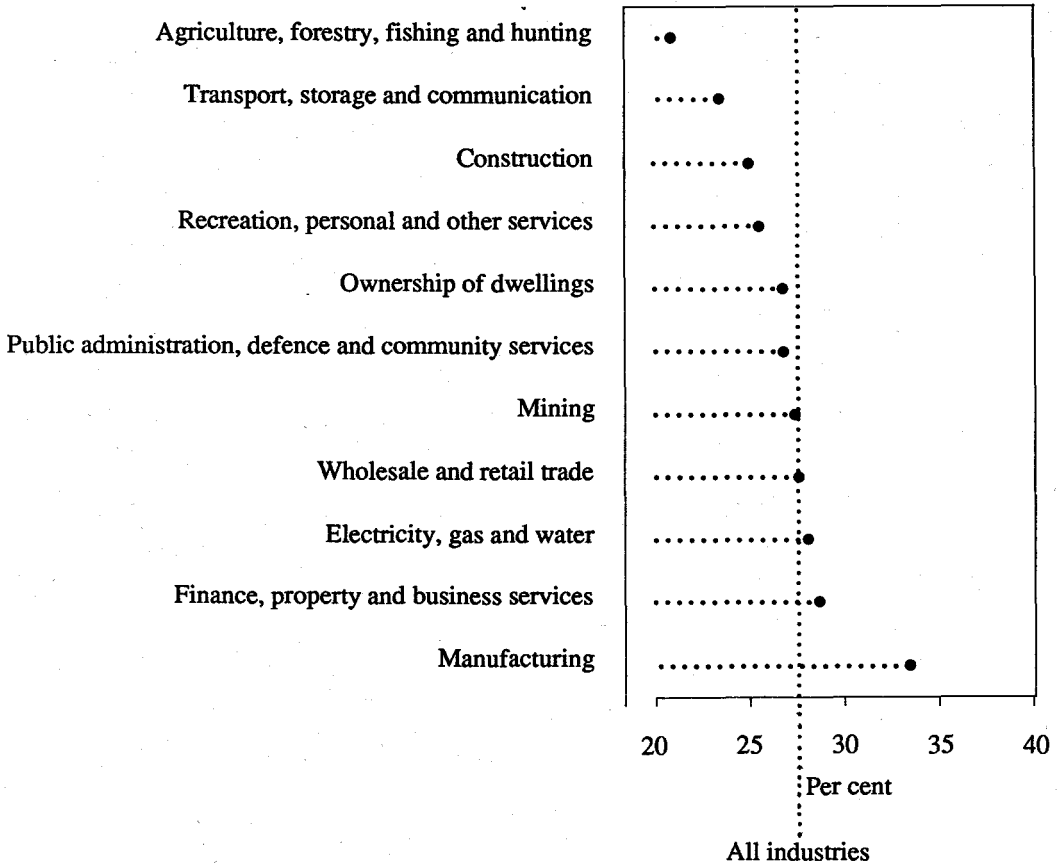 Agriculture, forestry, fishing and hunting
Transport, storage and communication
Construction
Recreation, personal and other services
Ownership of dwellings
Public administration, defence and community services
Mining
Wholesale and retail trade
Electricity, gas and water
Finance, property and business services
Manufacturing
20 25 30 35 40
Per cent
All industries